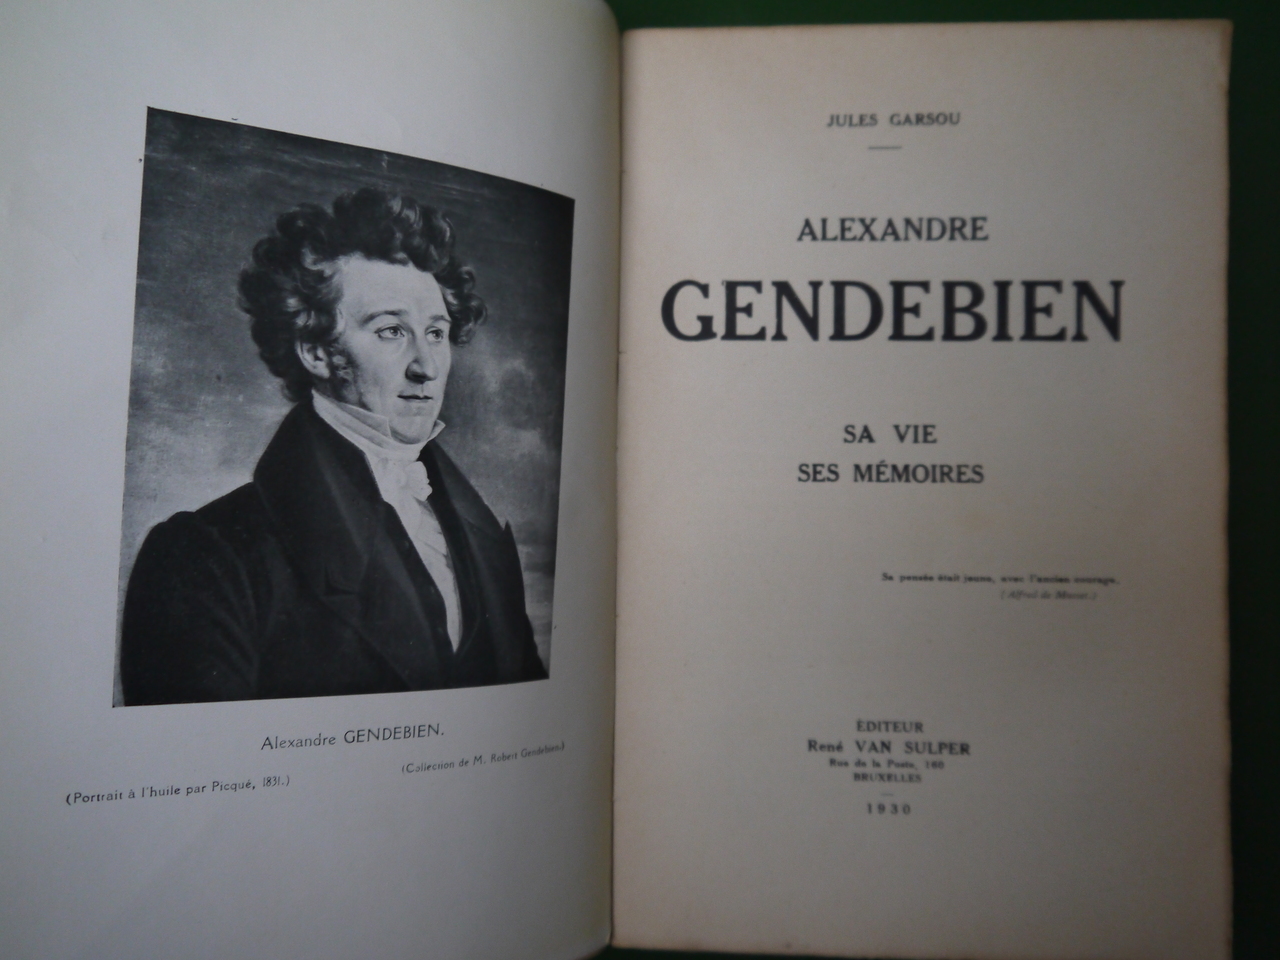 Alexandre GENDEBIEN.
(Collection de M. Robert Gendebien.)
(Portrait à l'huile par Picqué, 1831.)
JULES GARSOU
ALEXANDRE
GENDEBIEN
SA VIE
SES MÉMOIRES
Sa pensée était jeune, avec l'ancien courage.
(Alfred de Musset.)
ÉDITEUR
René VAN SULPER
Rue de la Poste, 160
BRUXELLES
1930